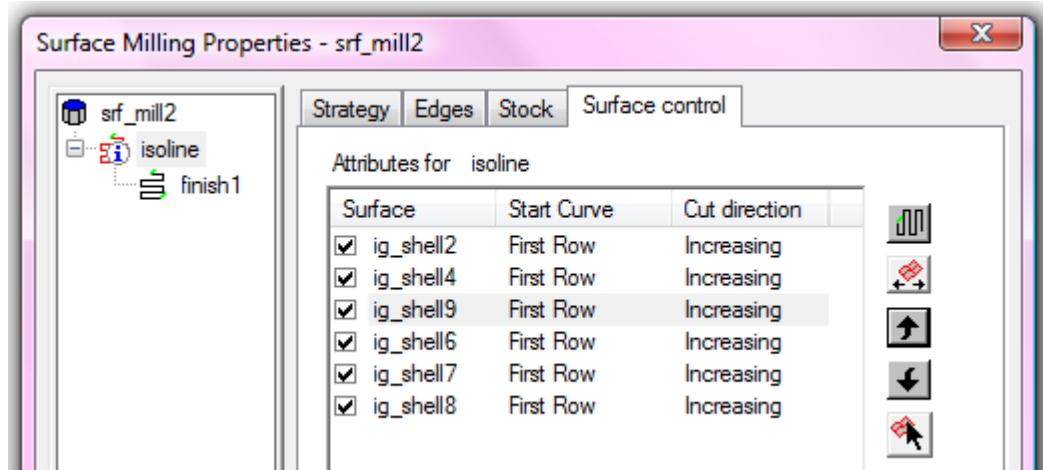 Surface Milling Properties - srf_mill2
srf_mill2
isoline
finish1
Strategy Edges Stock Surface control
Attributes for isoline
Surface Start Curve Cut direction
ig_shell2 First Row Increasing
ig_shell4 First Row Increasing
ig_shell9 First Row Increasing
ig_shell6 First Row Increasing
ig_shell7 First Row Increasing
ig_shell8 First Row Increasing